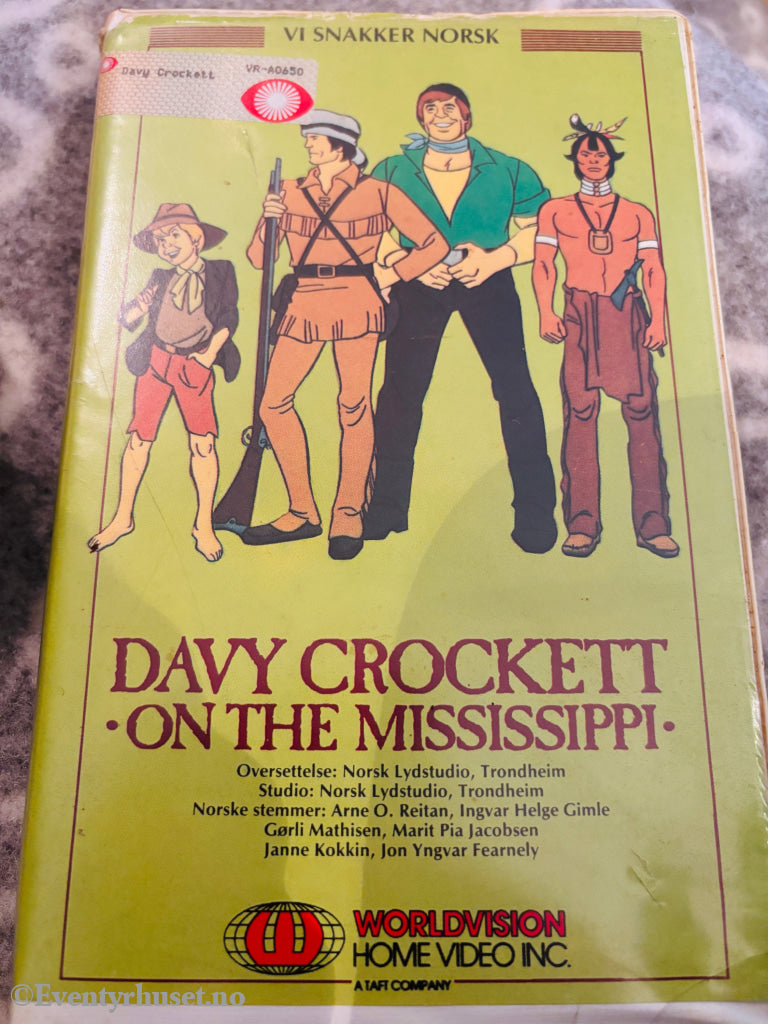 VI SNAKKER NORSK
Davy Crockett VR-A0650
DAVY CROCKETT
·ON THE MISSISSIPPI·
Oversettelse: Norsk Lydstudio, Trondheim
Studio: Norsk Lydstudio, Trondheim
Norske stemmer: Arne O. Reitan, Ingvar Helge Gimle
Gørli Mathisen, Marit Pia Jacobsen
Janne Kokkin, Jon Yngvar Fearnely
WORLDVISION
HOME VIDEO INC.
A TAFT COMPANY
©Eventyrhuset.no